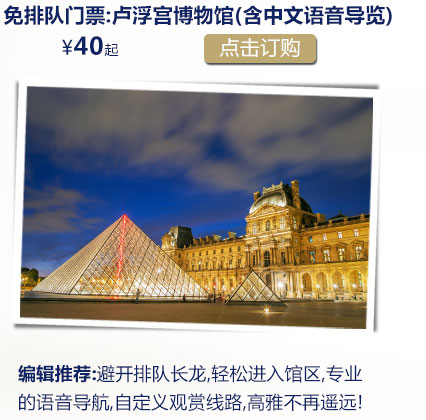 免排队门票:卢浮宫博物馆(含中文语音导览)
¥40起
点击订购
编辑推荐:避开排队长龙,轻松进入馆区,专业
的语音导航,自定义观赏线路,高雅不再遥远!